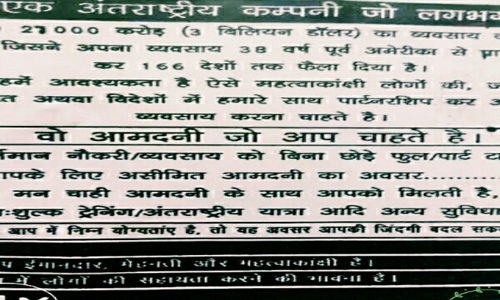 एक अंतराष्ट्रीय कम्पनी जो लगभग
27000 करोड़ (3 बिलियन डॉलर) का व्यवसाय
जिसने अपना व्यवसाय 38 वर्ष पूर्व अमेरीका से
कर 166 देशों तक फैला दिया है।
हमें आवश्यकता है ऐसे महत्वाकांक्षी लोगों की,
अथवा विदेशों में हमारे साथ पार्टनरशिप कर
व्यवसाय करना चाहते है।
वो आमदनी जो आप चाहते है।
नौकरी/व्यवसाय को बिना छोड़े फुल/पार्ट
लिए असीमित आमदनी का अवसर..........
मन चाही आमदनी के साथ आपको मिलती है,
ट्रेनिंग/अंतराष्ट्रीय यात्रा आदि अन्य
आप में निम्न योग्यताएं है, तो यह अवसर आपकी जिंदगी बदल
ईमानदार, मेहनती और महत्वाकांक्षी है।
में लोगों की सहायता करने की भावना है।